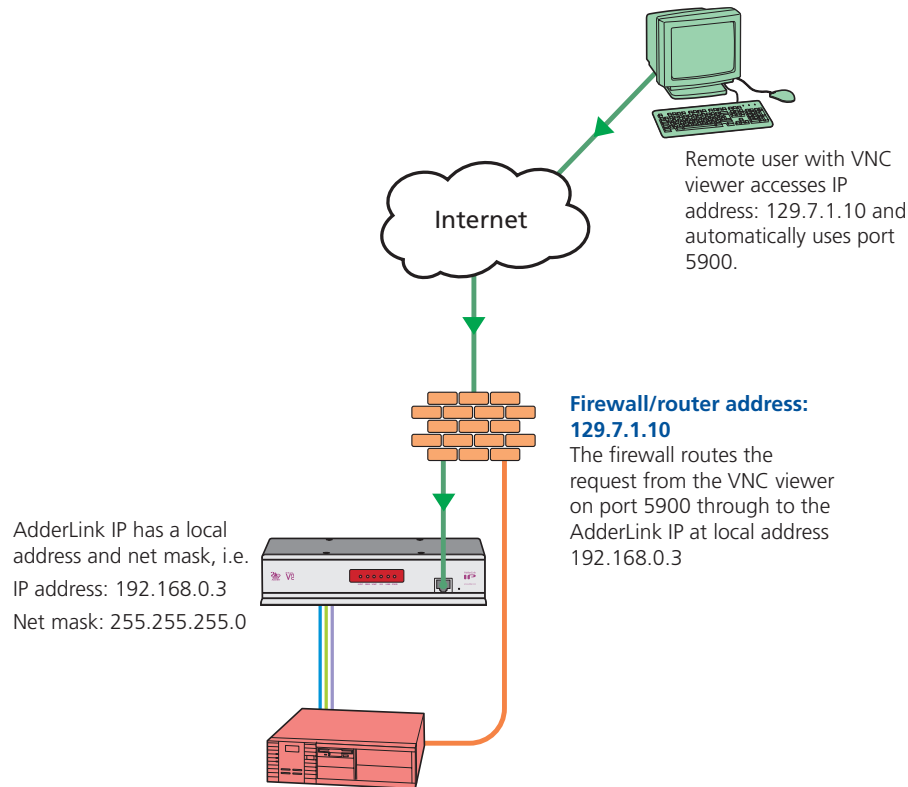 Remote user with VNC
viewer accesses IP
address: 129.7.1.10 and
automatically uses port
5900.
Internet
Firewall/router address:
129.7.1.10
The firewall routes the
request from the VNC viewer
on port 5900 through to the
AdderLink IP at local address
192.168.0.3
AdderLink IP has a local
address and net mask, i.e.
IP address: 192.168.0.3
Net mask: 255.255.255.0
IP